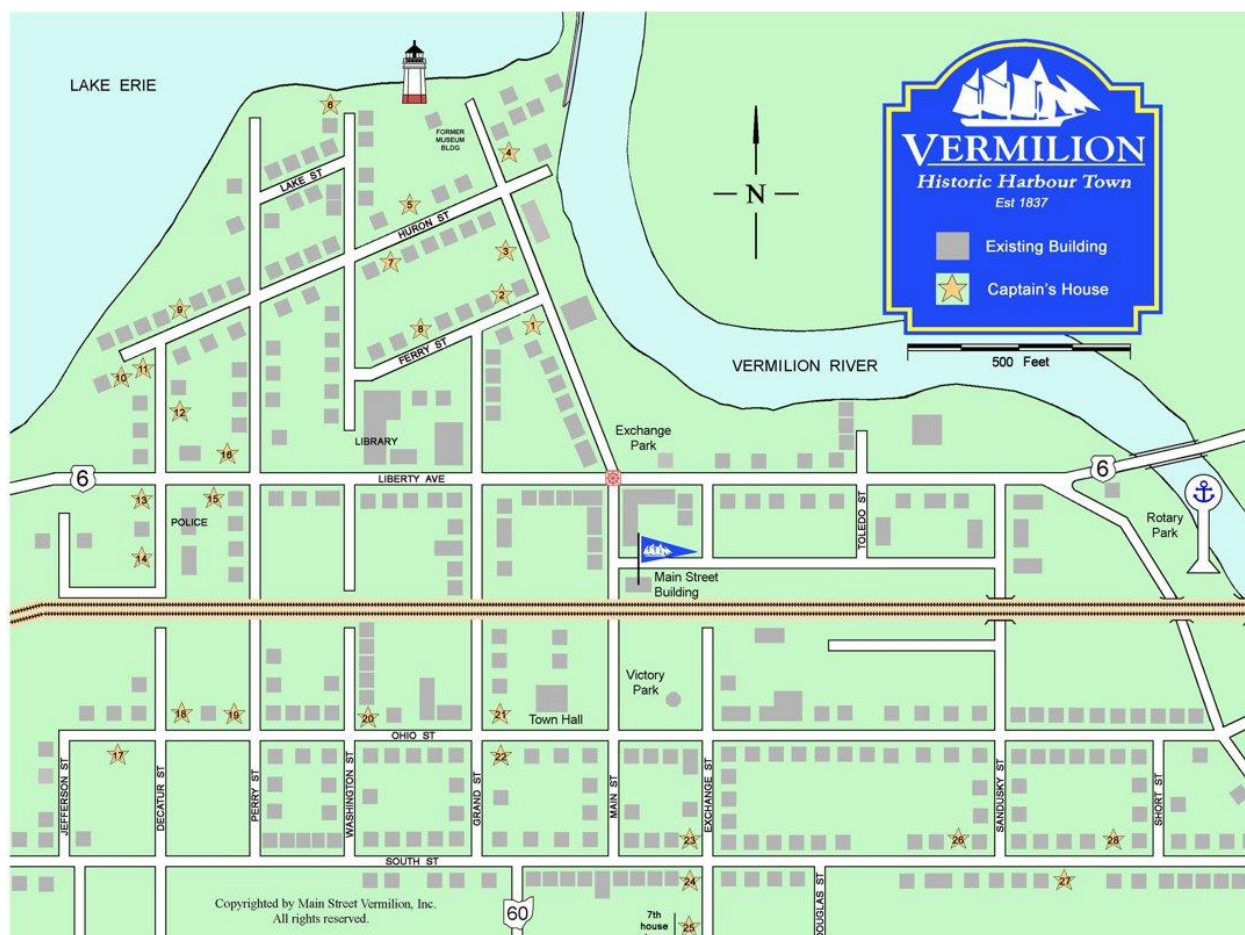 LAKE ERIE
FORMER
MUSEUM
BLDG
N
VERMILION
Historic Harbour Town
Est 1837
Existing Building
Captain's House
500 Feet
VERMILION RIVER
6
4
LAKE ST
5
HURON ST
3
7
2
9
1
8
FERRY ST
11
10
12
LIBRARY
Exchange
Park
16
6
LIBERTY AVE
6
13
15
POLICE
TOLEDO ST
Rotary
Park
14
Main Street
Building
Victory
Park
18
19
20
21
Town Hall
OHIO ST
17
22
JEFFERSON ST
DECATUR ST
PERRY ST
WASHINGTON ST
GRAND ST
MAIN ST
EXCHANGE ST
SANDUSKY ST
SHORT ST
23
26
28
SOUTH ST
24
27
DOUGLAS ST
Copyrighted by Main Street Vermilion, Inc.
All rights reserved.
60
7th
house
25